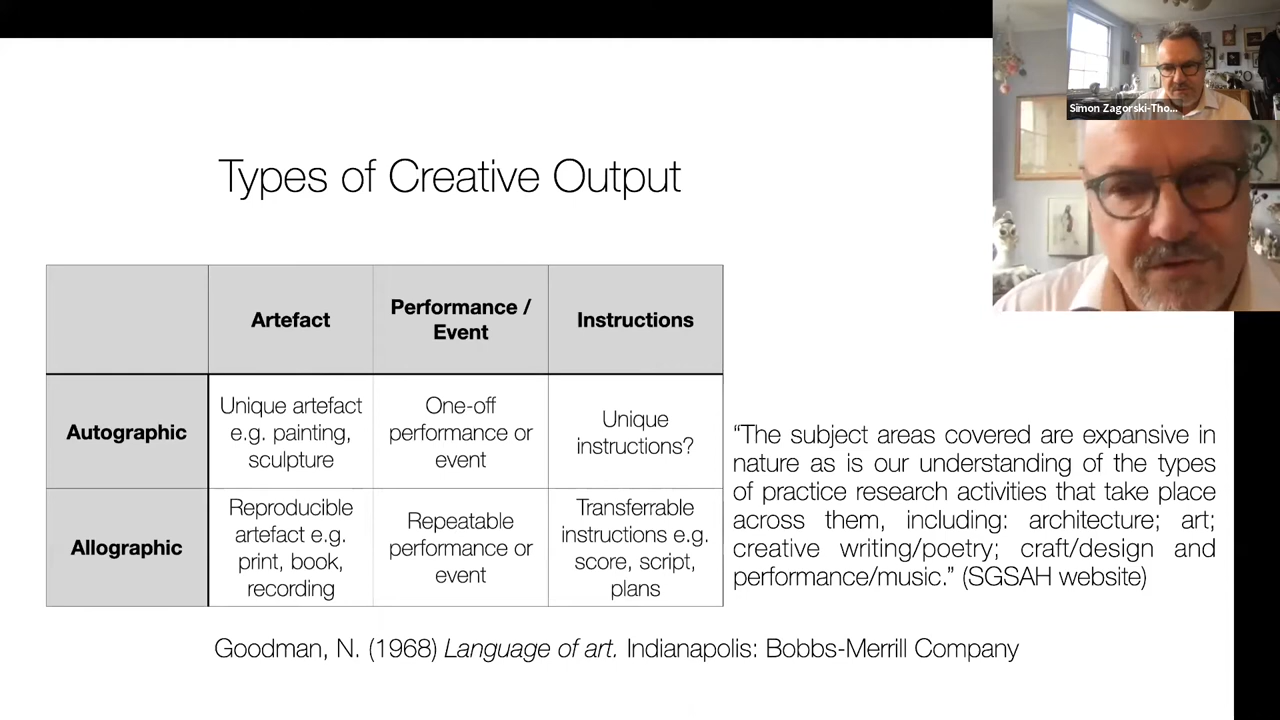 Simon Zagorski-Tho...
Types of Creative Output
Artefact
Performance /
Event
Instructions
Autographic
Unique artefact
e.g. painting,
sculpture
One-off
performance or
event
Unique
instructions?
Allographic
Reproducible
artefact e.g.
print, book,
recording
Repeatable
performance or
event
Transferrable
instructions e.g.
score, script,
plans
“The subject areas covered are expansive in
nature as is our understanding of the types
of practice research activities that take place
across them, including: architecture; art;
creative writing/poetry; craft/design and
performance/music.” (SGSAH website)
Goodman, N. (1968) Language of art. Indianapolis: Bobbs-Merrill Company